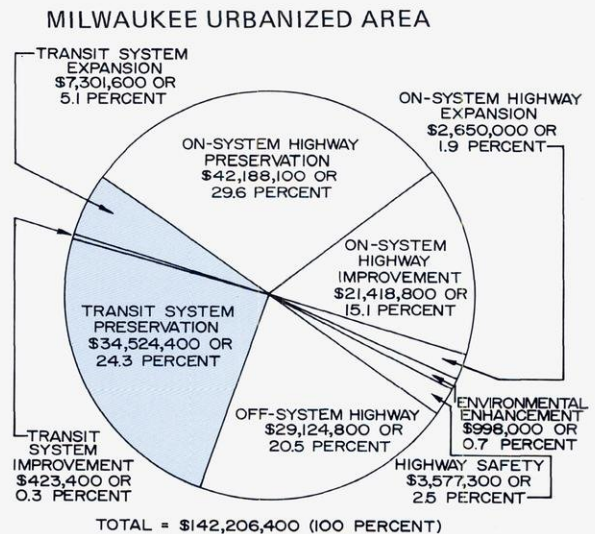 MILWAUKEE URBANIZED AREA
TRANSIT SYSTEM
EXPANSION
$7,301,600 OR
5.1 PERCENT
ON-SYSTEM HIGHWAY
EXPANSION
$2,650,000 OR
1.9 PERCENT
ON-SYSTEM HIGHWAY
PRESERVATION
$42,188,100 OR
29.6 PERCENT
ON-SYSTEM
HIGHWAY
IMPROVEMENT
$21,418,800 OR
15.1 PERCENT
TRANSIT SYSTEM
PRESERVATION
$34,524,400 OR
24.3 PERCENT
OFF-SYSTEM HIGHWAY
$29,124,800 OR
20.5 PERCENT
ENVIRONMENTAL
ENHANCEMENT
$998,000 OR
0.7 PERCENT
TRANSIT
SYSTEM
IMPROVEMENT
$423,400 OR
0.3 PERCENT
HIGHWAY SAFETY
$3,577,300 OR
2.5 PERCENT
TOTAL = $142,206,400 (100 PERCENT)